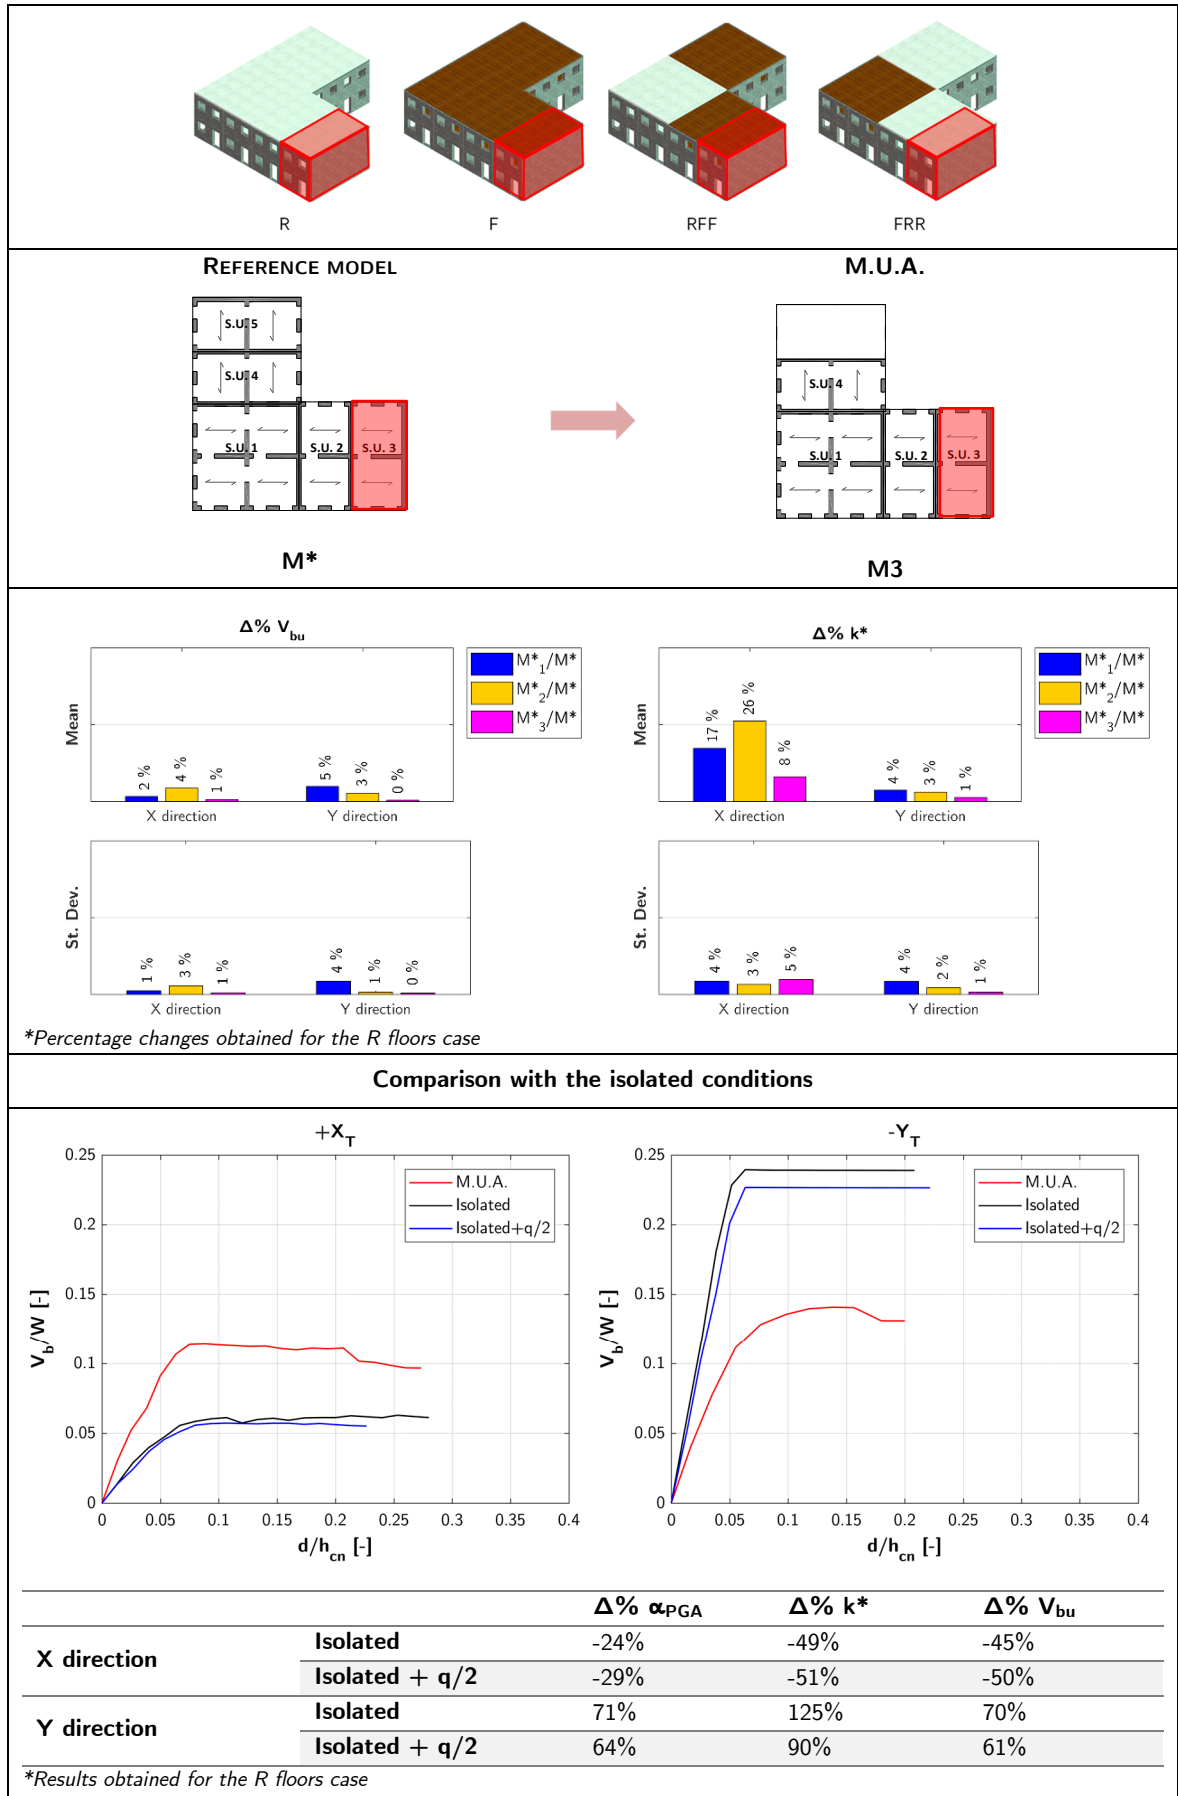 R F RFF FRR
REFERENCE MODEL M.U.A.
S.U. 5
S.U. 4
S.U. 1 S.U. 2 S.U. 3
S.U. 4
S.U. 1 S.U. 2 S.U. 3
M* M3
Δ% Vbu
M*1/M*
M*2/M*
M*3/M*
Mean
2 % 4 % 1 % 5 % 3 % 0 %
X direction Y direction
Δ% k*
M*1/M*
M*2/M*
M*3/M*
Mean
17 % 26 % 8 % 4 % 3 % 1 %
X direction Y direction
St. Dev.
1 % 3 % 1 % 4 % 1 % 0 %
X direction Y direction
St. Dev.
4 % 3 % 5 % 4 % 2 % 1 %
X direction Y direction
*Percentage changes obtained for the R floors case
Comparison with the isolated conditions
+XT
M.U.A.
Isolated
Isolated+q/2
Vb/W [-]
0.25
0.2
0.15
0.1
0.05
0
0 0.05 0.1 0.15 0.2 0.25 0.3 0.35 0.4
d/hcn [-]
-YT
M.U.A.
Isolated
Isolated+q/2
Vb/W [-]
0.25
0.2
0.15
0.1
0.05
0
0 0.05 0.1 0.15 0.2 0.25 0.3 0.35 0.4
d/hcn [-]
Δ% αPGA Δ% k* Δ% Vbu
X direction
Isolated -24% -49% -45%
Isolated + q/2 -29% -51% -50%
Y direction
Isolated 71% 125% 70%
Isolated + q/2 64% 90% 61%
*Results obtained for the R floors case